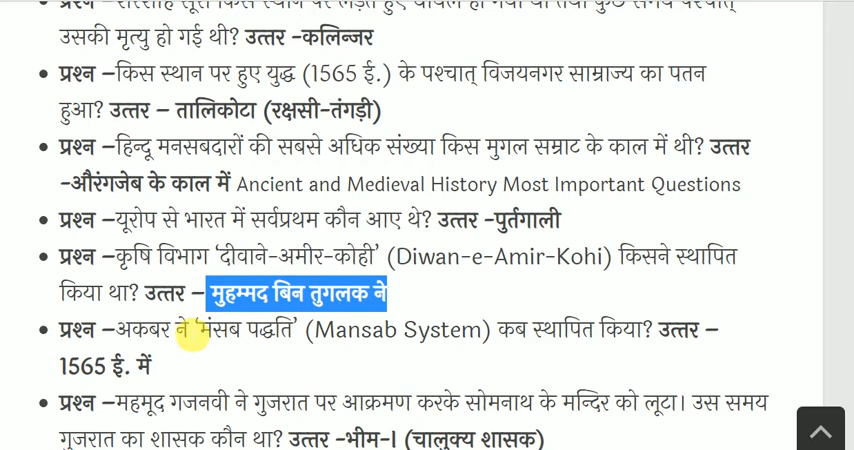 उसकी मृत्यु हो गई थी? उत्तर -कलिन्जर
प्रश्न –किस स्थान पर हुए युद्ध (1565 ई.) के पश्चात् विजयनगर साम्राज्य का पतन
हुआ? उत्तर – तालिकोटा (रक्षसी-तंगड़ी)
प्रश्न –हिन्दू मनसबदारों की सबसे अधिक संख्या किस मुगल सम्राट के काल में थी? उत्तर
-औरंगजेब के काल में Ancient and Medieval History Most Important Questions
प्रश्न –यूरोप से भारत में सर्वप्रथम कौन आए थे? उत्तर -पुर्तगाली
प्रश्न –कृषि विभाग ‘दीवाने-अमीर-कोही’ (Diwan-e-Amir-Kohi) किसने स्थापित
किया था? उत्तर – मुहम्मद बिन तुगलक ने
प्रश्न –अकबर ने ‘मंसब पद्धति’ (Mansab System) कब स्थापित किया? उत्तर –
1565 ई. में
प्रश्न –महमूद गजनवी ने गुजरात पर आक्रमण करके सोमनाथ के मन्दिर को लूटा। उस समय
गुजरात का शासक कौन था? उत्तर -भीम-I (चालुक्य शासक)